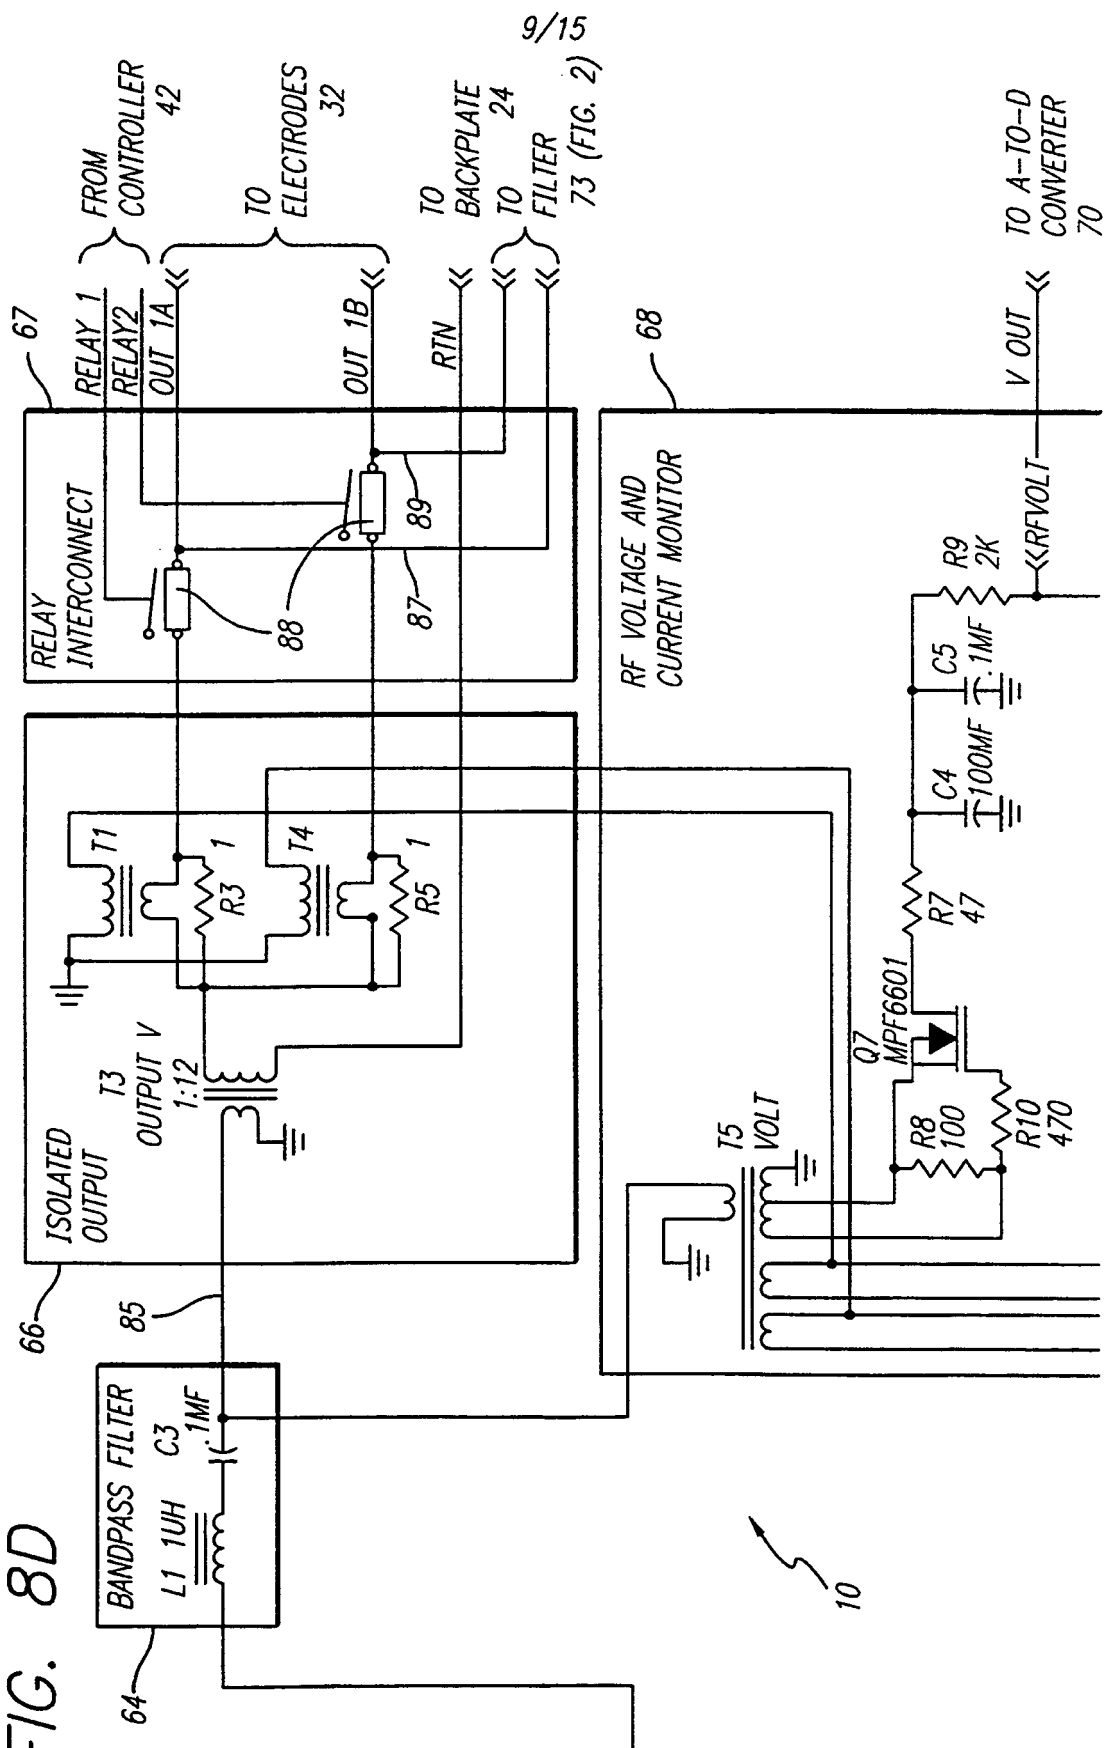 9/15
FIG. 8D
64
BANDPASS FILTER
L1 1UH
C3
.1MF
85
66
ISOLATED
OUTPUT
T3
OUTPUT V
1:12
T1
R3
1
T4
R5
1
67
RELAY
INTERCONNECT
88
87
89
RELAY 1
RELAY2
OUT 1A
OUT 1B
RTN
FROM
CONTROLLER
42
TO
ELECTRODES
32
TO
BACKPLATE
24
TO
FILTER
73 (FIG. 2)
68
RF VOLTAGE AND
CURRENT MONITOR
T5
VOLT
R8
100
R10
470
Q7
MPF6601
R7
47
C4
100MF
C5
.1MF
R9
2K
RFVOLT
V OUT
TO A-TO-D
CONVERTER
70
10